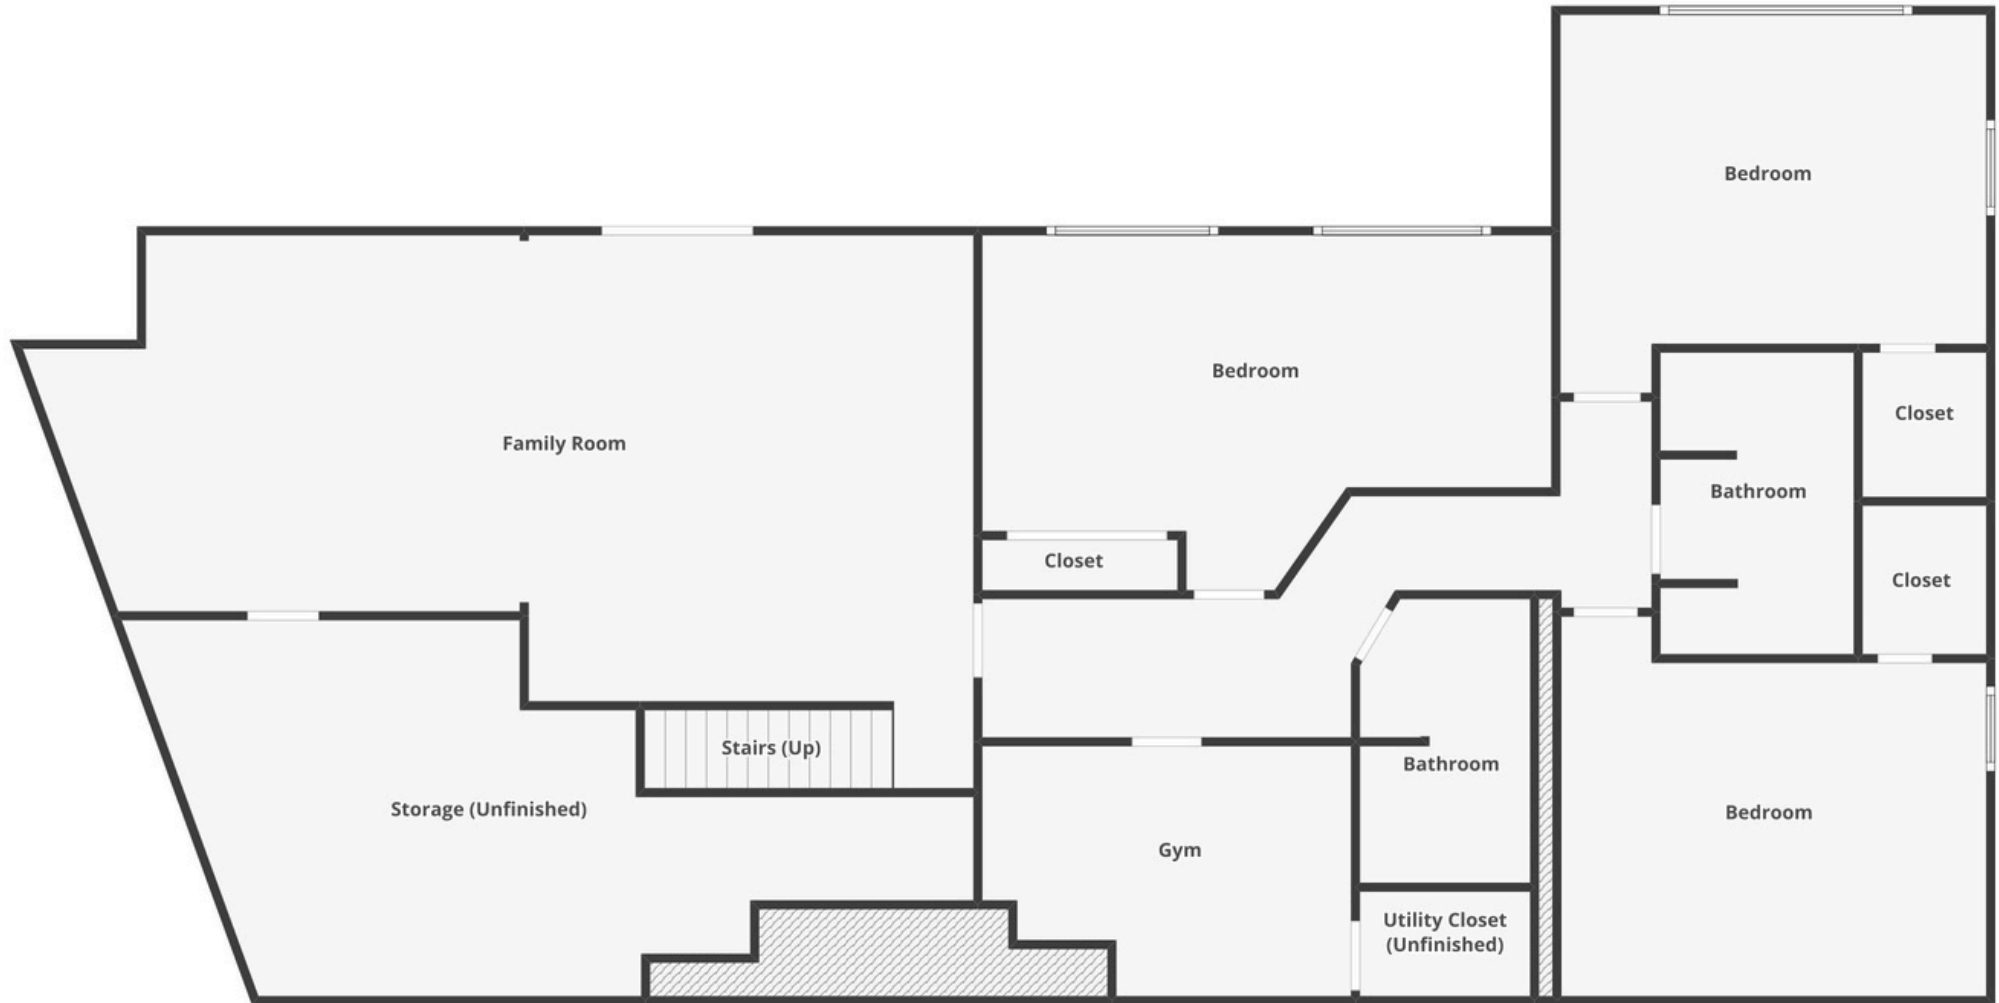 Bedroom
Bedroom
Closet
Family Room
Bathroom
Closet
Closet
Stairs (Up)
Bathroom
Storage (Unfinished)
Bedroom
Gym
Utility Closet
(Unfinished)